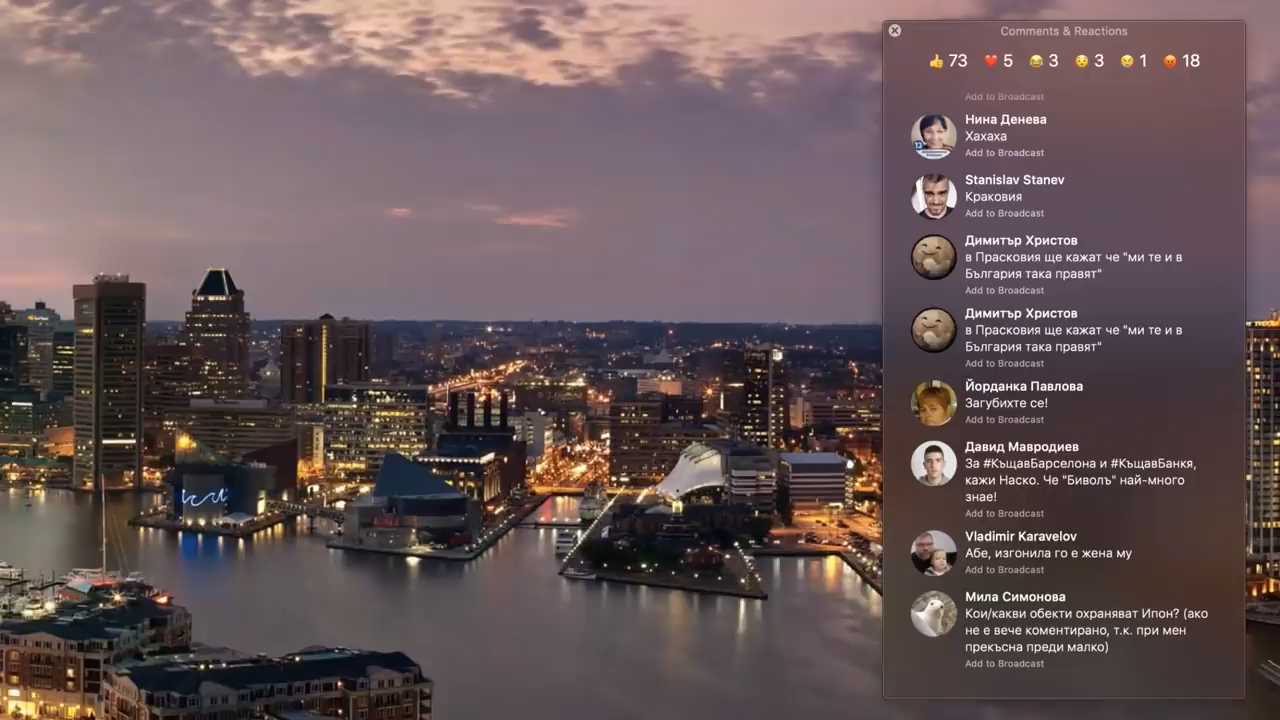 Comments & Reactions
👍 73 ❤️ 5 😂 3 😧 3 😢 1 😡 18
Add to Broadcast
Нина Денева
Хахаха
Add to Broadcast
Stanislav Stanev
Краковия
Add to Broadcast
Димитър Христов
в Прасковия ще кажат че "ми те и в
България така правят"
Add to Broadcast
Димитър Христов
в Прасковия ще кажат че "ми те и в
България така правят"
Add to Broadcast
Йорданка Павлова
Загубихте се!
Add to Broadcast
Давид Мавродиев
За #КъщавБарселона и #КъщавБанкя,
кажи Наско. Че "Биволъ" най-много
знае!
Add to Broadcast
Vladimir Karavelov
Абе, изгонила го е жена му
Add to Broadcast
Мила Симонова
Кои/какви обекти охраняват Ипон? (ако
не е вече коментирано, т.к. при мен
прекъсна преди малко)
Add to Broadcast